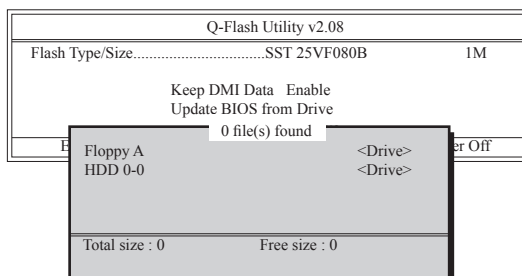 Q-Flash Utility v2.08
Flash Type/Size..............................SST 25VF080B 1M
Keep DMI Data Enable
Update BIOS from Drive
0 file(s) found
Floppy A <Drive>
HDD 0-0 <Drive>
Off
Total size : 0 Free size : 0